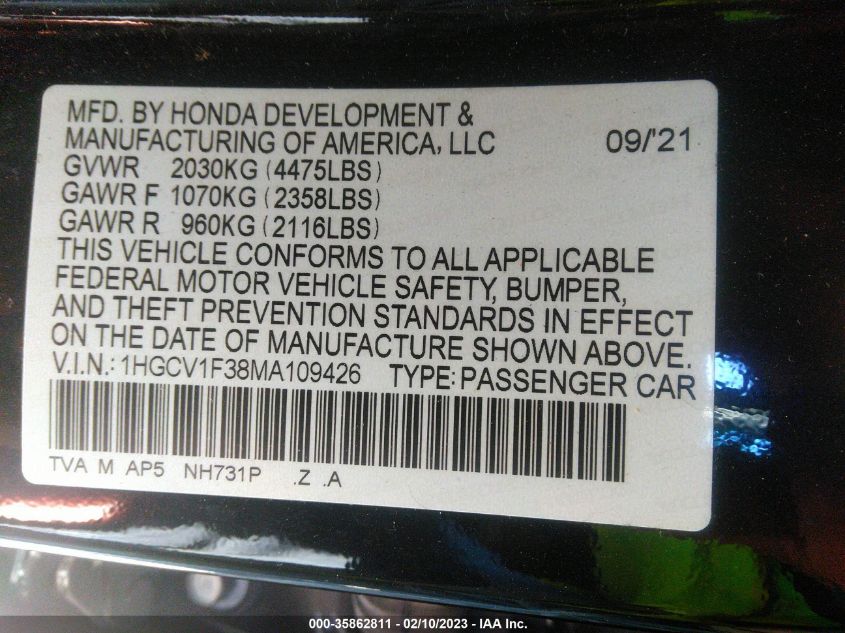 MFD. BY HONDA DEVELOPMENT &
MANUFACTURING OF AMERICA, LLC 09/'21
GVWR 2030KG (4475LBS)
GAWR F 1070KG (2358LBS)
GAWR R 960KG (2116LBS)
THIS VEHICLE CONFORMS TO ALL APPLICABLE
FEDERAL MOTOR VEHICLE SAFETY, BUMPER,
AND THEFT PREVENTION STANDARDS IN EFFECT
ON THE DATE OF MANUFACTURE SHOWN ABOVE.
V.I.N.: 1HGCV1F38MA109426 TYPE: PASSENGER CAR
TVA M AP5 NH731P .Z .A
000-35862811 - 02/10/2023 - IAA Inc.